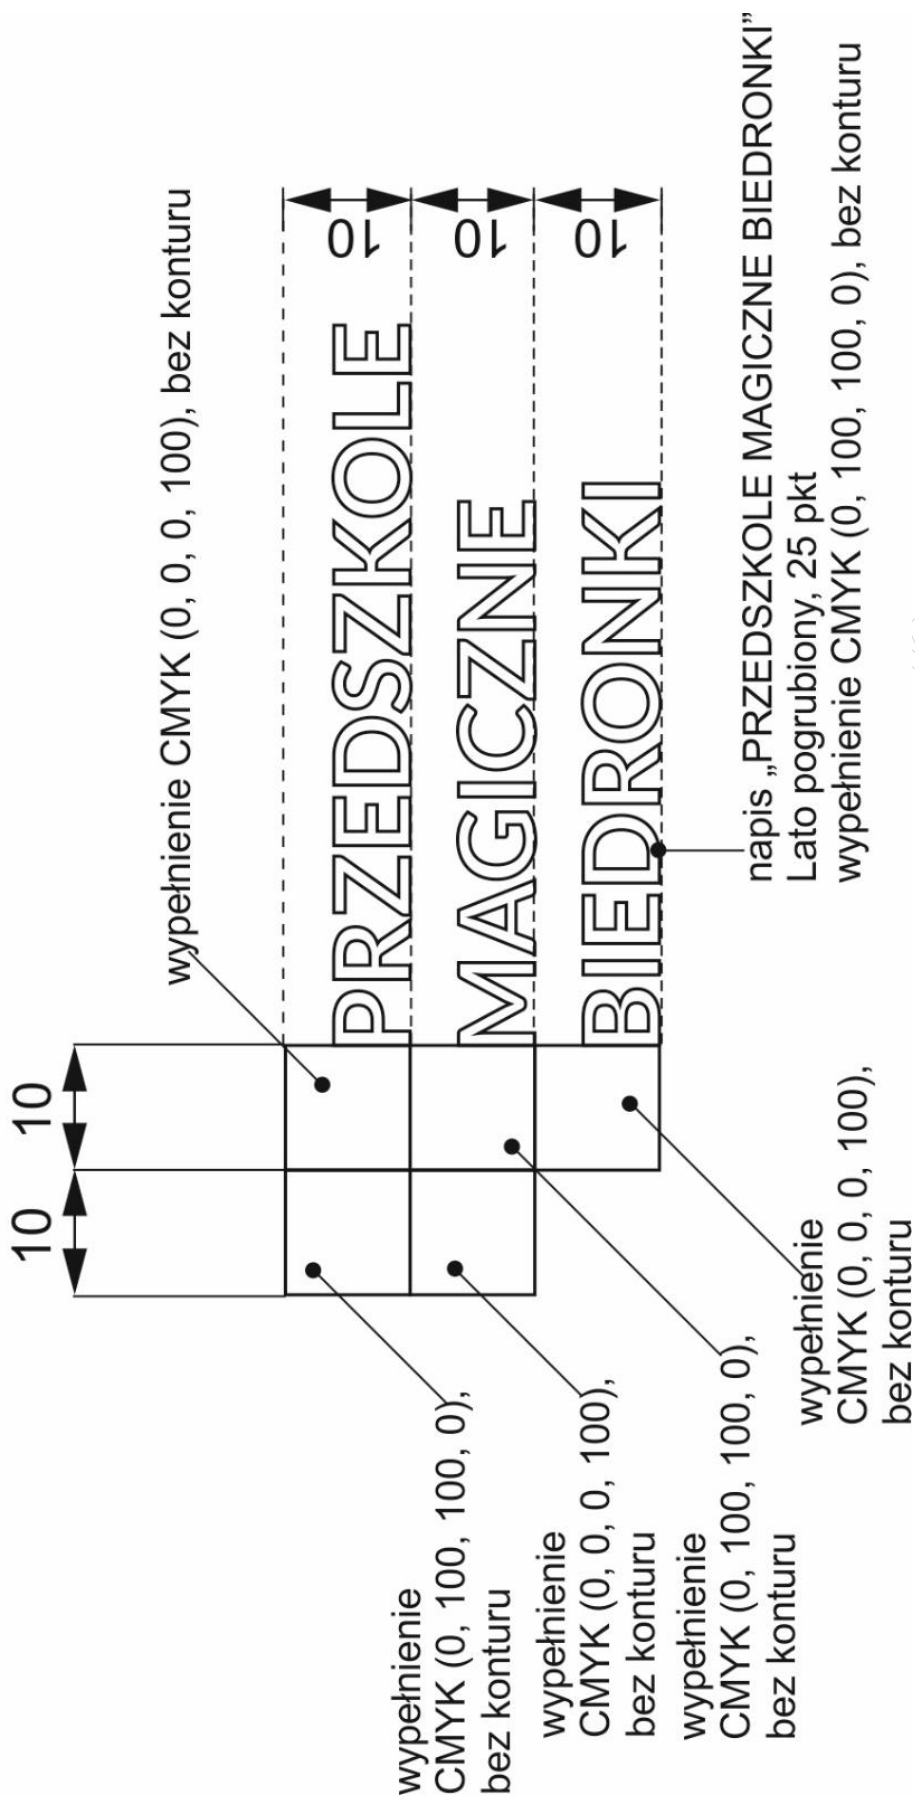 10
10
wypełnienie CMYK (0, 0, 0, 100), bez konturu
PRZEDSZKOLE
10
MAGICZNE
10
BIEDRONKI
10
wypełnienie
CMYK (0, 100, 100, 0),
bez konturu
wypełnienie
CMYK (0, 0, 0, 100),
bez konturu
wypełnienie
CMYK (0, 100, 100, 0),
bez konturu
wypełnienie
CMYK (0, 0, 0, 100),
bez konturu
napis „PRZEDSZKOLE MAGICZNE BIEDRONKI”
Lato pogrubiony, 25 pkt
wypełnienie CMYK (0, 100, 100, 0), bez konturu